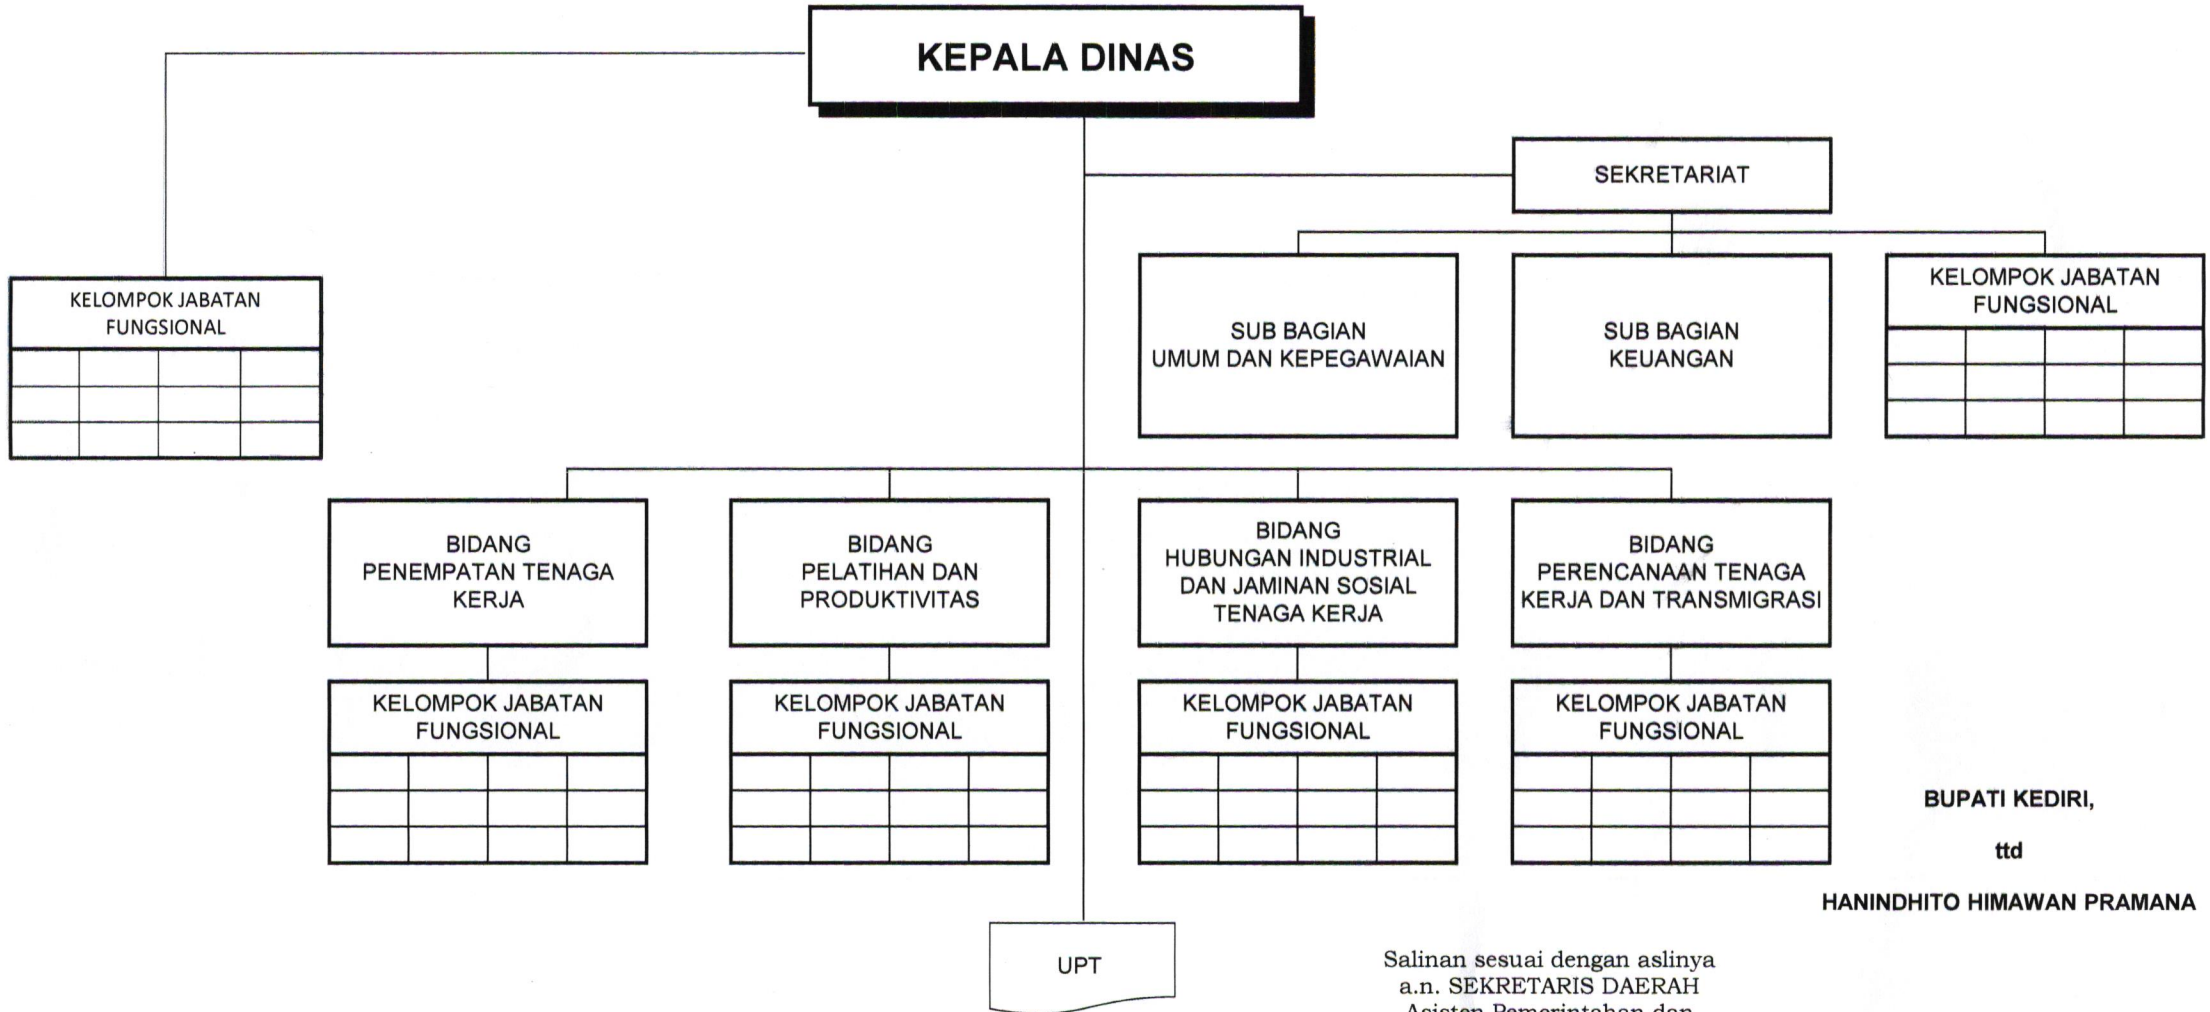 KEPALA DINAS
SEKRETARIAT
KELOMPOK JABATAN
FUNGSIONAL
SUB BAGIAN
UMUM DAN KEPEGAWAIAN
SUB BAGIAN
KEUANGAN
KELOMPOK JABATAN
FUNGSIONAL
BIDANG
PENEMPATAN TENAGA
KERJA
BIDANG
PELATIHAN DAN
PRODUKTIVITAS
BIDANG
HUBUNGAN INDUSTRIAL
DAN JAMINAN SOSIAL
TENAGA KERJA
BIDANG
PERENCANAAN TENAGA
KERJA DAN TRANSMIGRASI
KELOMPOK JABATAN
FUNGSIONAL
KELOMPOK JABATAN
FUNGSIONAL
KELOMPOK JABATAN
FUNGSIONAL
KELOMPOK JABATAN
FUNGSIONAL
BUPATI KEDIRI,
ttd
HANINDHITO HIMAWAN PRAMANA
UPT
Salinan sesuai dengan aslinya
a.n. SEKRETARIS DAERAH
Asisten Pemerintahan dan